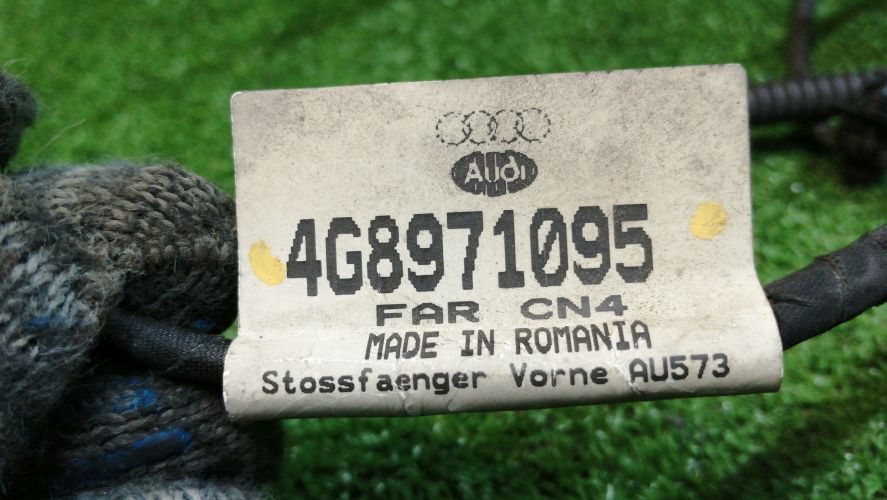 Audi
4G8971095
FAR CN4
MADE IN ROMANIA
Stossfaenger Vorne AU573